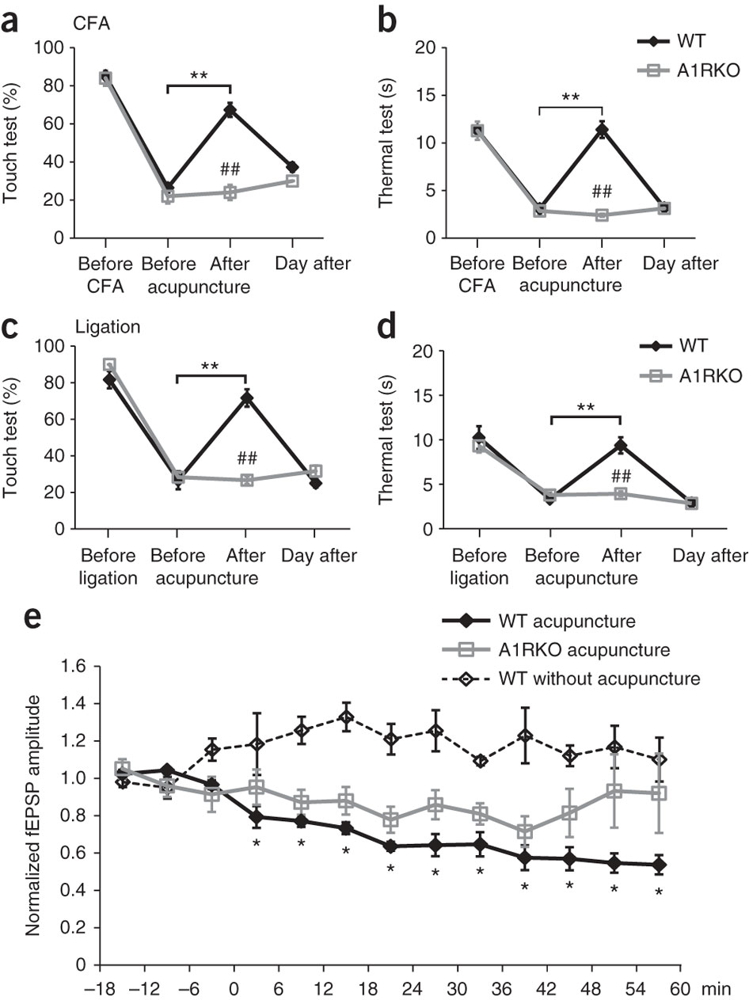 a
CFA
100
80
60
40
20
0
Touch test (%)
**
##
Before CFA
Before acupuncture
After
Day after
b
20
15
10
5
0
Thermal test (s)
WT
A1RKO
**
##
Before CFA
Before acupuncture
After
Day after
c
Ligation
100
80
60
40
20
0
Touch test (%)
**
##
Before ligation
Before acupuncture
After
Day after
d
20
15
10
5
0
Thermal test (s)
WT
A1RKO
**
##
Before ligation
Before acupuncture
After
Day after
e
WT acupuncture
A1RKO acupuncture
WT without acupuncture
1.6
1.4
1.2
1.0
0.8
0.6
0.4
0.2
0
Normalized fEPSP amplitude
* * * * * * * * * *
–18 –12 –6 0 6 12 18 24 30 36 42 48 54 60 min